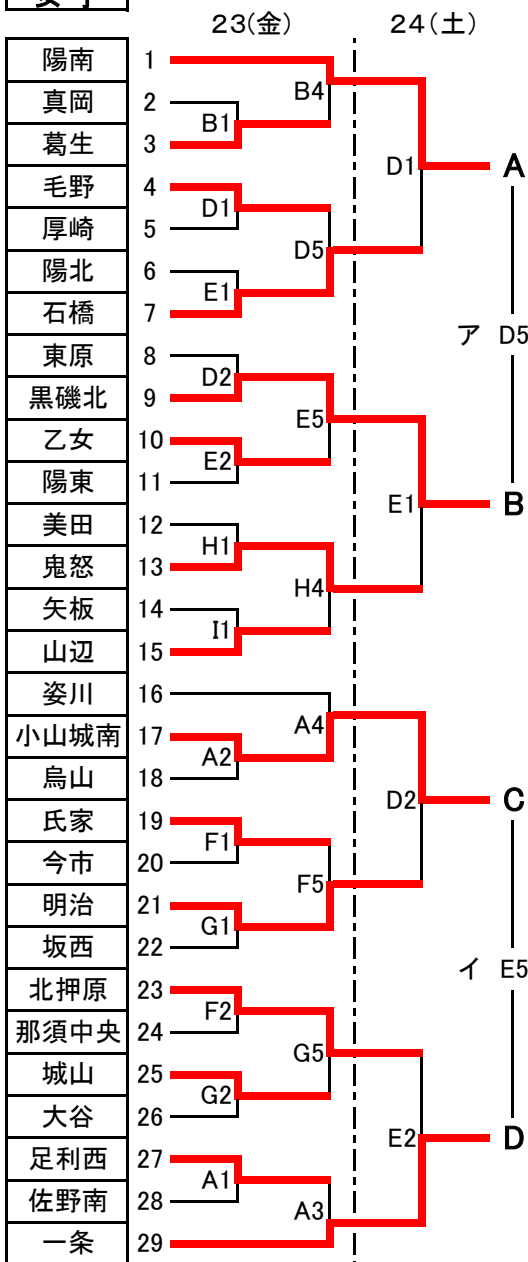 23(金) 24(土)
陽南 1
真岡 2
葛生 3
毛野 4
厚崎 5
陽北 6
石橋 7
東原 8
黒磯北 9
乙女 10
陽東 11
美田 12
鬼怒 13
矢板 14
山辺 15
姿川 16
小山城南 17
烏山 18
氏家 19
今市 20
明治 21
坂西 22
北押原 23
那須中央 24
城山 25
大谷 26
足利西 27
佐野南 28
一条 29
B1
D1
E1
D2
E2
H1
I1
A2
F1
G1
F2
G2
A1
B4
D5
E5
H4
A4
F5
G5
A3
D1
E1
D2
E2
A
ア D5
B
C
イ E5
D